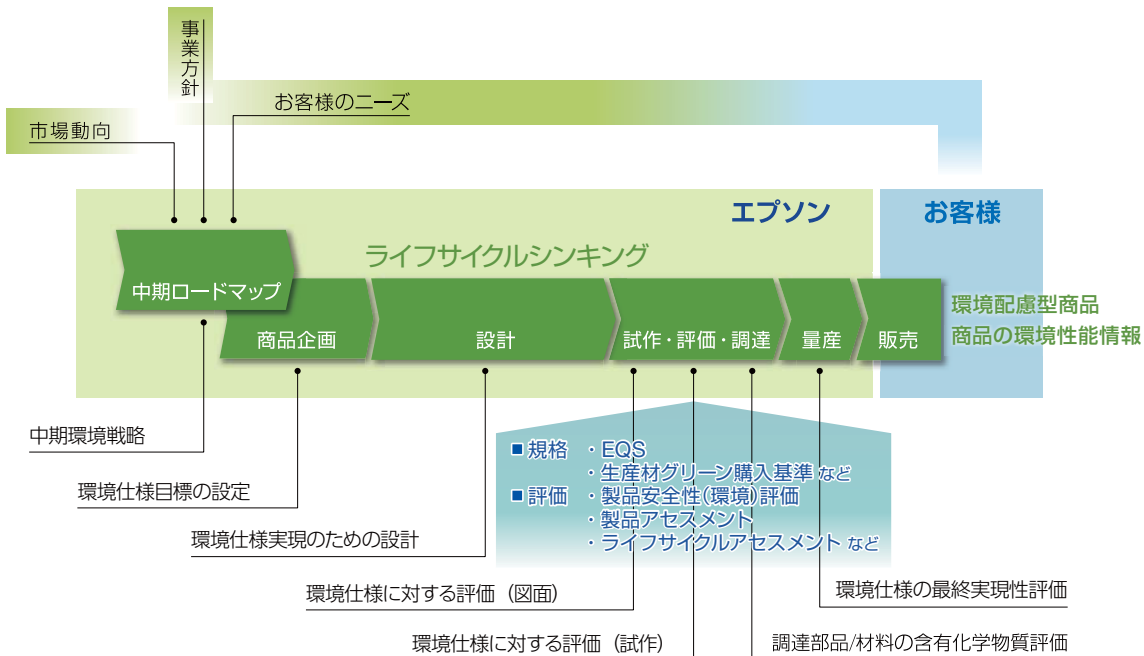 事業方針
お客様のニーズ
市場動向
エプソン
お客様
ライフサイクルシンキング
中期ロードマップ
商品企画
設計
試作・評価・調達
量産
販売
環境配慮型商品
商品の環境性能情報
中期環境戦略
環境仕様目標の設定
環境仕様実現のための設計
■ 規格 ・EQS
・生産材グリーン購入基準 など
■ 評価 ・製品安全性(環境)評価
・製品アセスメント
・ライフサイクルアセスメント など
環境仕様に対する評価（図面）
環境仕様の最終実現性評価
環境仕様に対する評価（試作）
調達部品/材料の含有化学物質評価